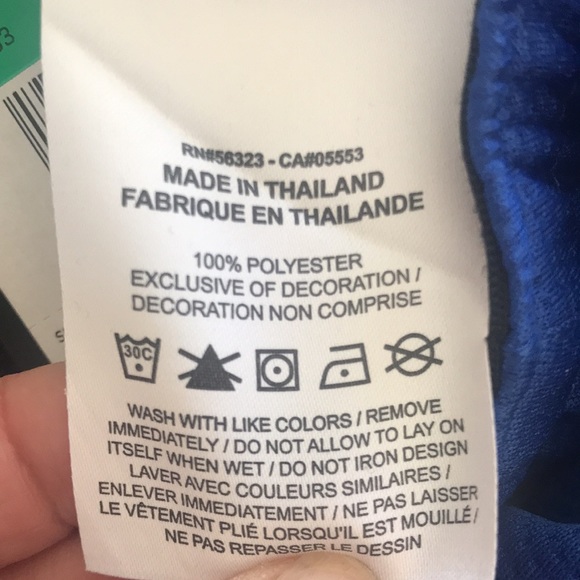 RN#56323 - CA#05553
MADE IN THAILAND
FABRIQUE EN THAILANDE
100% POLYESTER
EXCLUSIVE OF DECORATION /
DECORATION NON COMPRISE
30C
WASH WITH LIKE COLORS / REMOVE
IMMEDIATELY / DO NOT ALLOW TO LAY ON
ITSELF WHEN WET / DO NOT IRON DESIGN
LAVER AVEC COULEURS SIMILAIRES /
ENLEVER IMMEDIATEMENT / NE PAS LAISSER
LE VÊTEMENT PLIÉ LORSQU'IL EST MOUILLÉ /
NE PAS REPASSER LE DESSIN